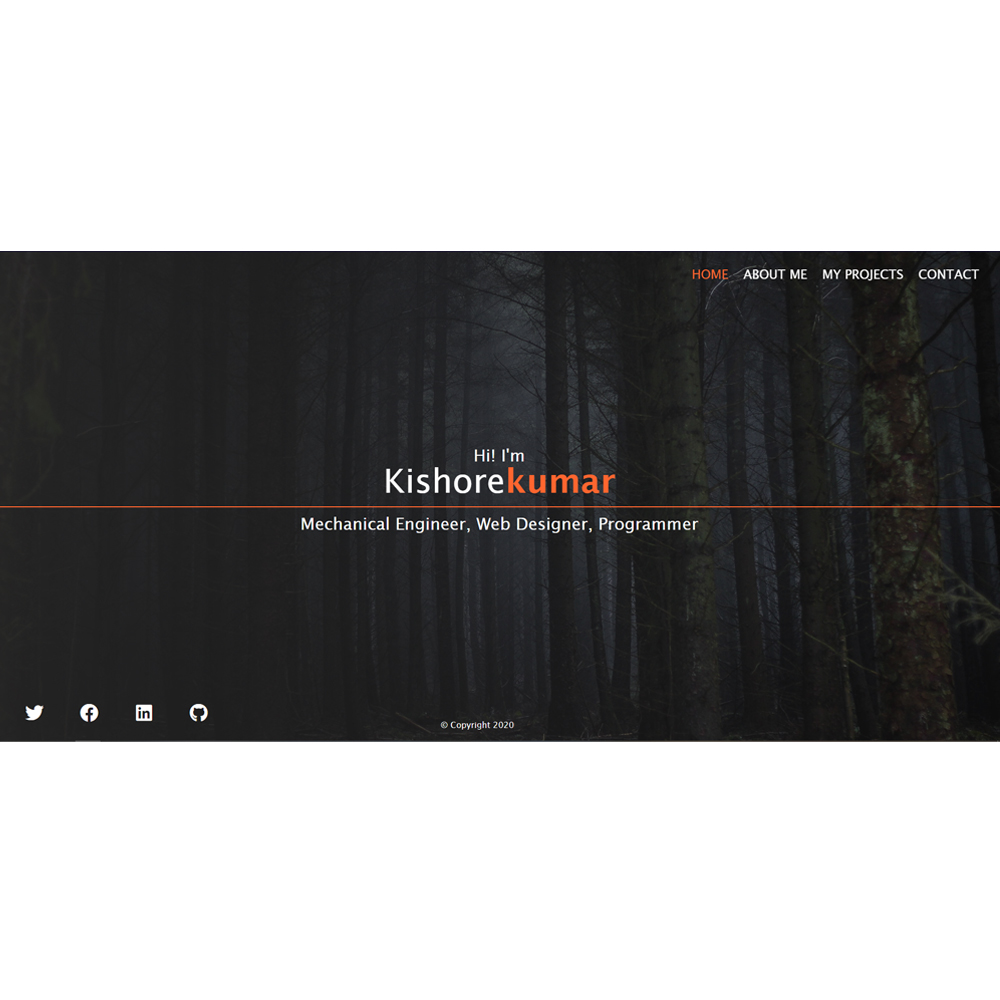 HOME ABOUT ME MY PROJECTS CONTACT
Hi! I'm
Kishorekumar
Mechanical Engineer, Web Designer, Programmer
© Copyright 2020